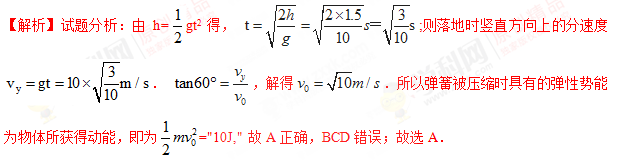 【解析】试题分析：由 h=\frac{1}{2}gt²得， t=\sqrt{\frac{2h}{g}}=\sqrt{\frac{2×1.5}{10}}s=\sqrt{\frac{3}{10}}s ;则落地时竖直方向上的分速度
v_y=gt=10×\sqrt{\frac{3}{10}}m/s． tan60°=\frac{v_y}{v_0}，解得 v_0=\sqrt{10}m/s．所以弹簧被压缩时具有的弹性势能
为物体所获得动能，即为\frac{1}{2}mv_0^2="10J," 故 A 正确，BCD 错误；故选 A．